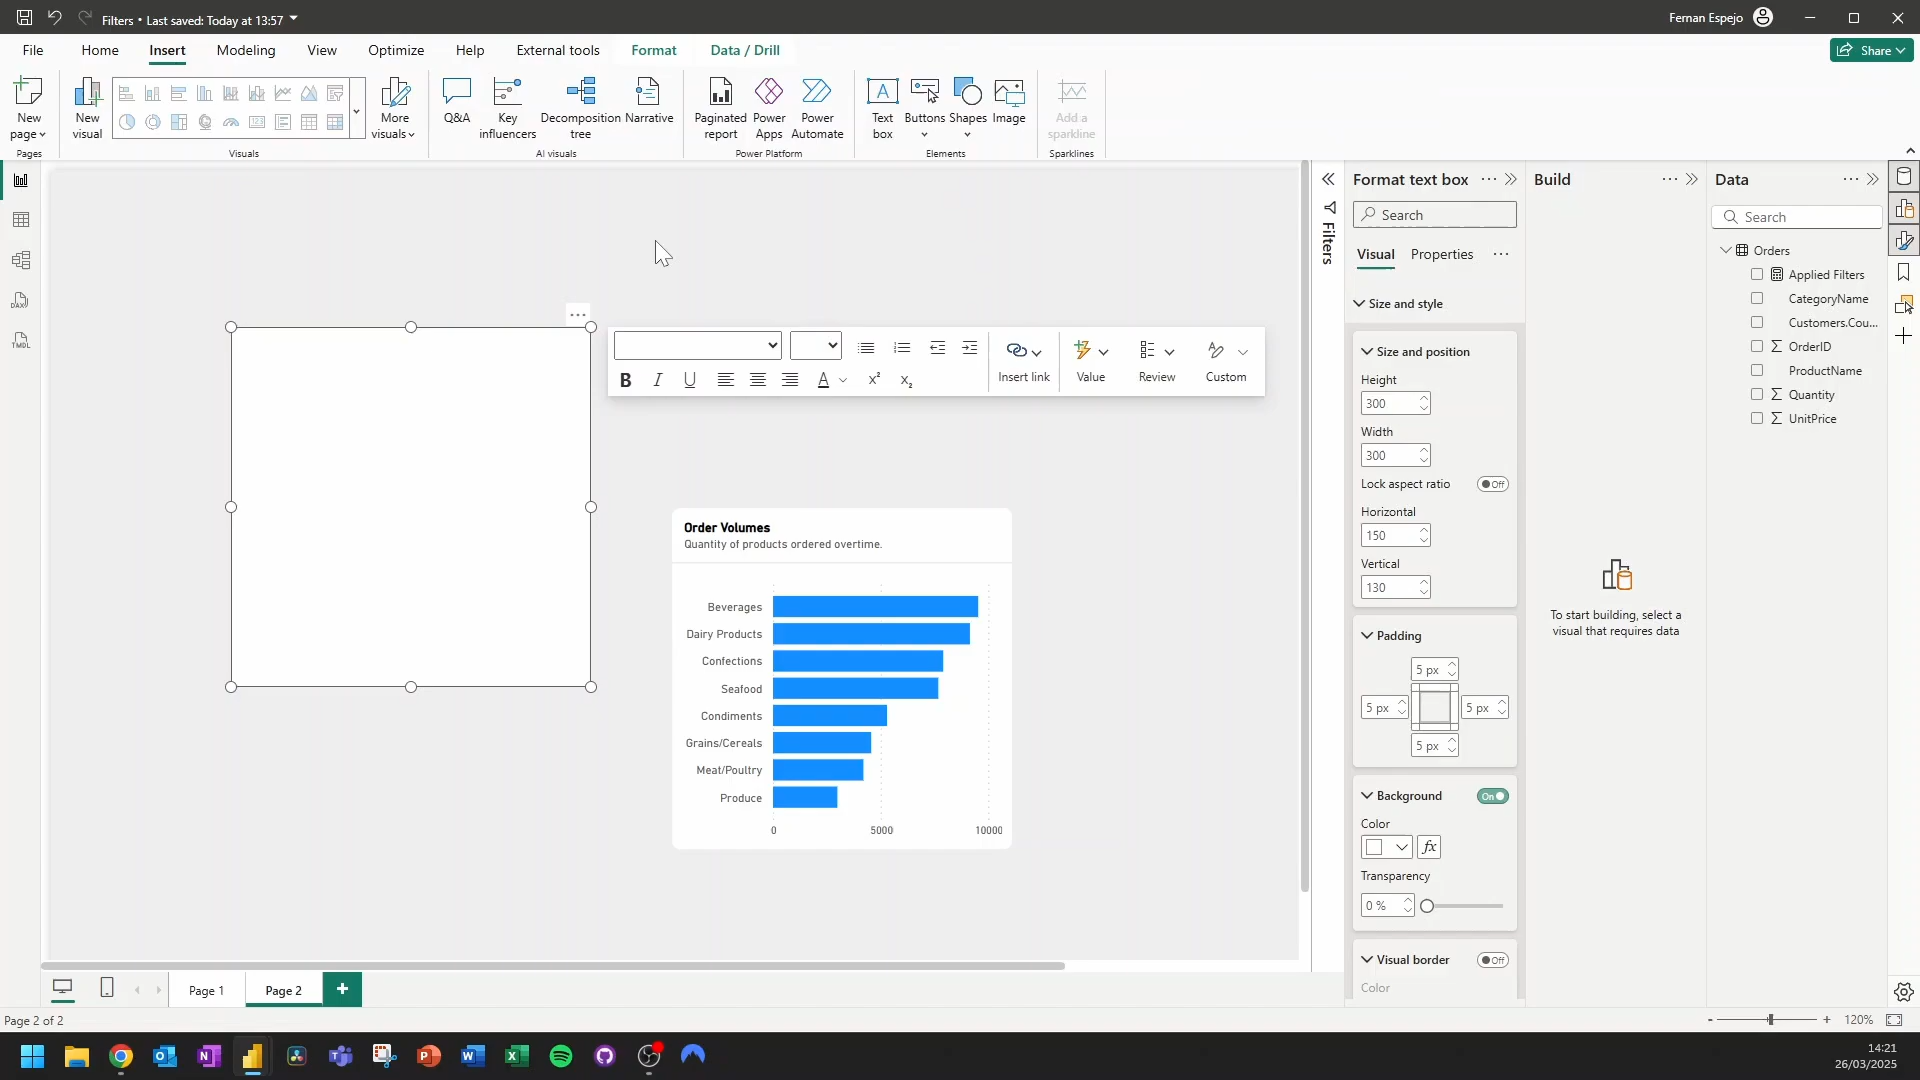 Filters • Last saved: Today at 13:57
Fernan Espejo
File
Home
Insert
Modeling
View
Optimize
Help
External tools
Format
Data / Drill
Share
New page
New visual
More visuals
Q&A
Key influencers
Decomposition tree
Narrative
Paginated report
Power Apps
Power Automate
Text box
Buttons
Shapes
Image
Add a sparkline
Pages
Visuals
AI visuals
Power Platform
Elements
Sparklines
Insert link
Value
Review
Custom
Order Volumes
Quantity of products ordered overtime.
Beverages
Dairy Products
Confections
Seafood
Condiments
Grains/Cereals
Meat/Poultry
Produce
0
5000
10000
Filters
Format text box
Search
Visual
Properties
Size and style
Size and position
Height
300
Width
300
Lock aspect ratio
Off
Horizontal
150
Vertical
130
Padding
5 px
5 px
5 px
5 px
Background
On
Color
fx
Transparency
0 %
Visual border
Off
Color
Build
To start building, select a
visual that requires data
Data
Search
Orders
Applied Filters
CategoryName
Customers.Cou...
OrderID
ProductName
Quantity
UnitPrice
DAX
TMDL
Page 1
Page 2
Page 2 of 2
120%
14:21
26/03/2025